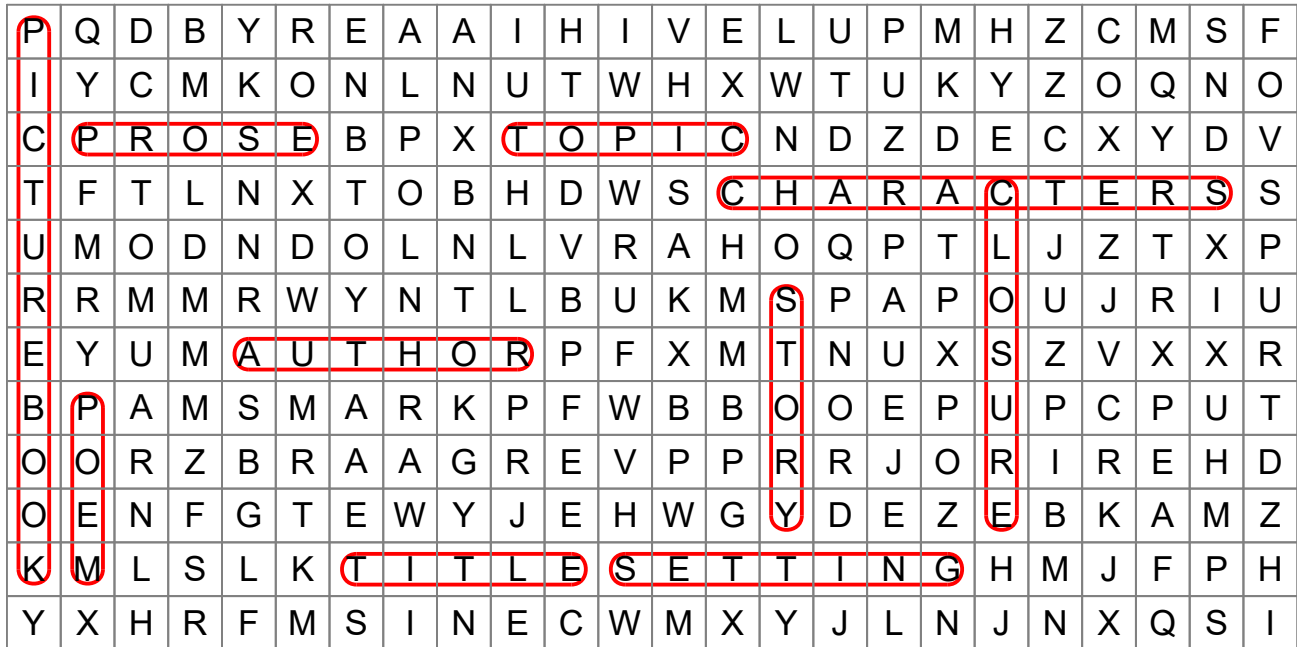 P Q D B Y R E A A I H I V E L U P M H Z C M S F
I Y C M K O N L N U T W H X W T U K Y Z O Q N O
C P R O S E B P X T O P I C N D Z D E C X Y D V
T F T L N X T O B H D W S C H A R A C T E R S S
U M O D N D O L N L V R A H O Q P T L J Z T X P
R R M M R W Y N T L B U K M S P A P O U J R I U
E Y U M A U T H O R P F X M T N U X S Z V X X R
B P A M S M A R K P F W B B O O E P U P C P U T
O O R Z B R A A G R E V P P R R J O R I R E H D
O E N F G T E W Y J E H W G Y D E Z E B K A M Z
K M L S L K T I T L E S E T T I N G H M J F P H
Y X H R F M S I N E C W M X Y J L N J N X Q S I